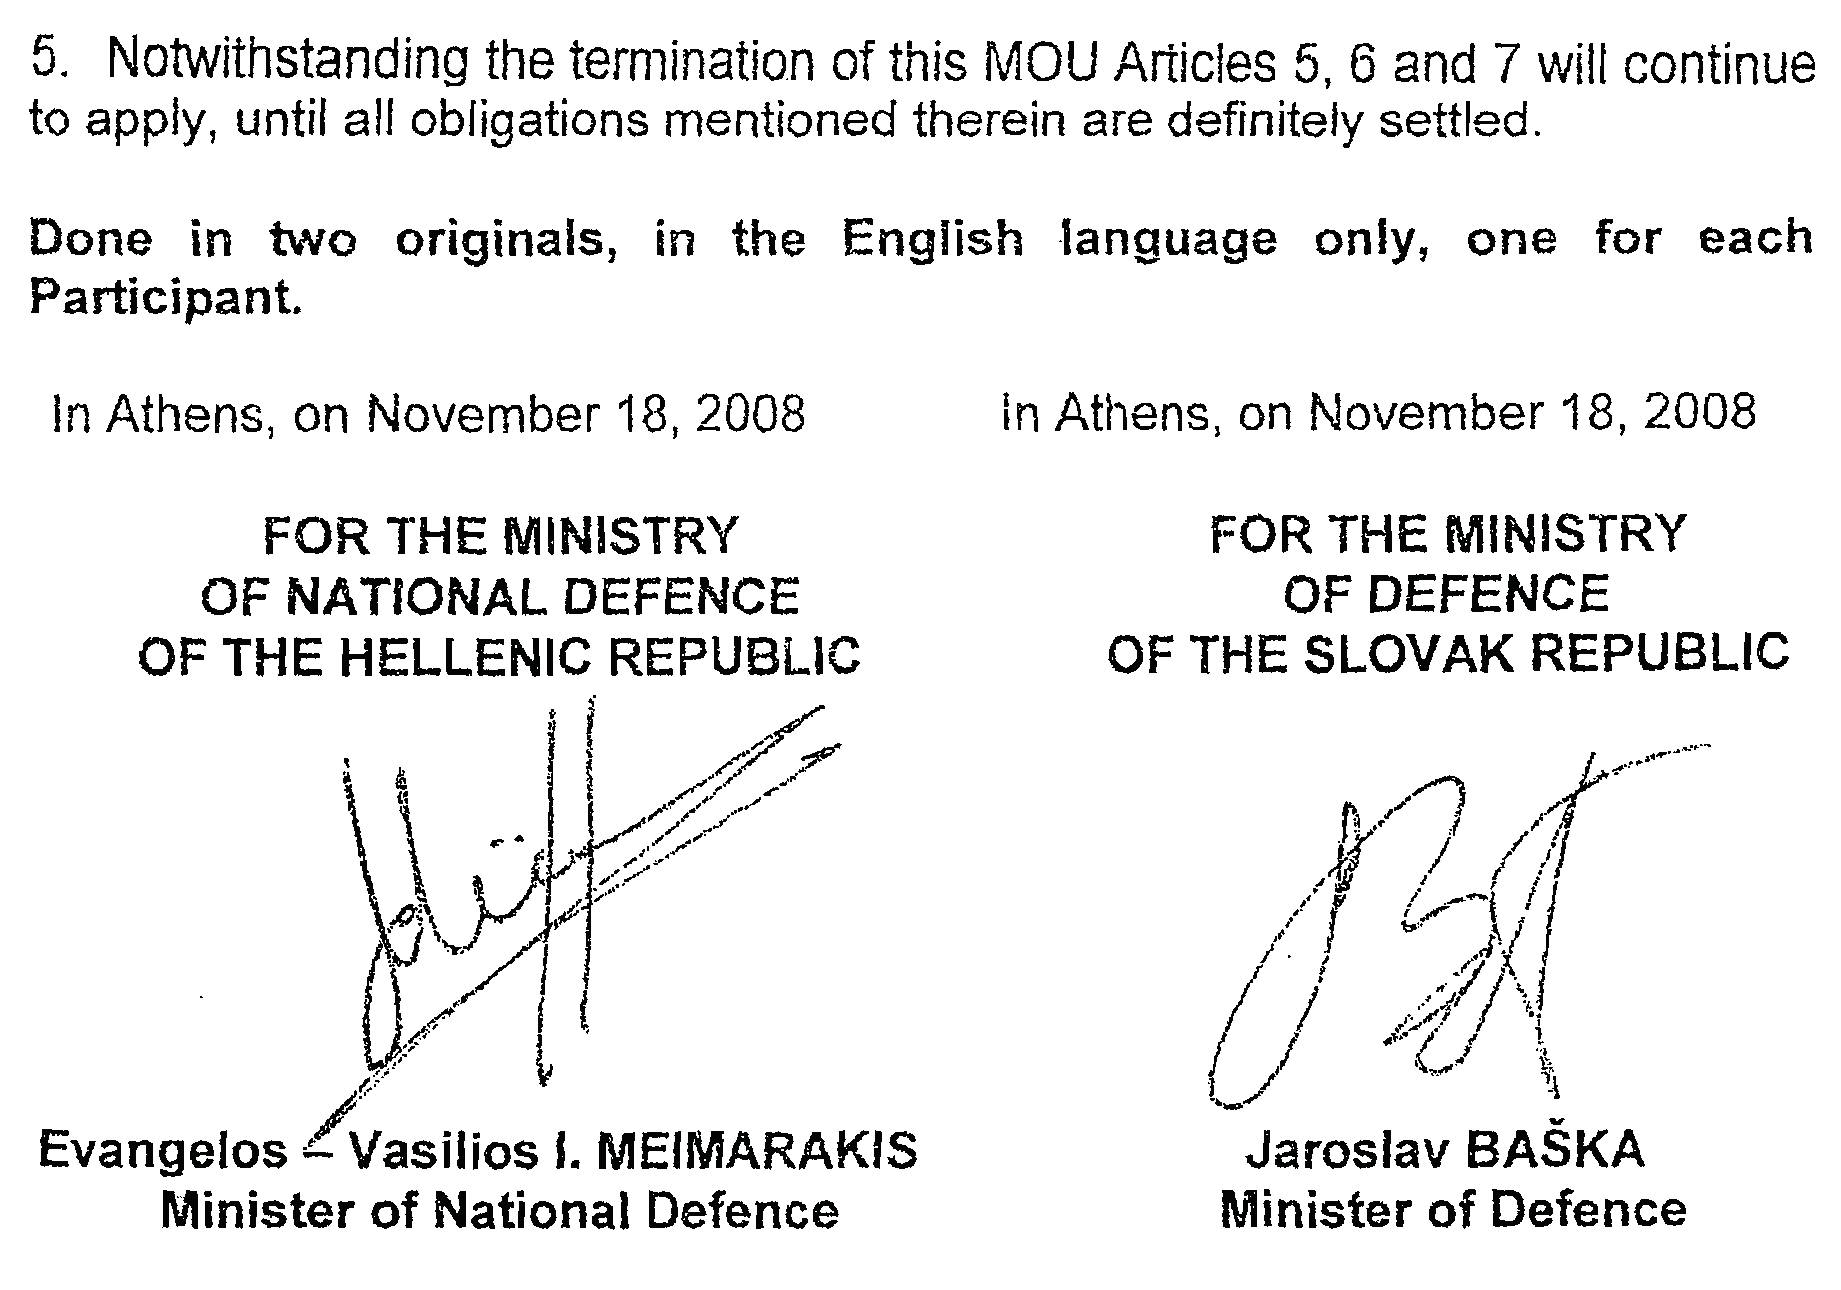 5. Notwithstanding the termination of this MOU Articles 5, 6 and 7 will continue
to apply, until all obligations mentioned therein are definitely settled.
Done in two originals, in the English language only, one for each
Participant.
In Athens, on November 18, 2008
In Athens, on November 18, 2008
FOR THE MINISTRY
OF NATIONAL DEFENCE
OF THE HELLENIC REPUBLIC
FOR THE MINISTRY
OF DEFENCE
OF THE SLOVAK REPUBLIC
Evangelos – Vasilios I. MEIMARAKIS
Minister of National Defence
Jaroslav BAŠKA
Minister of Defence